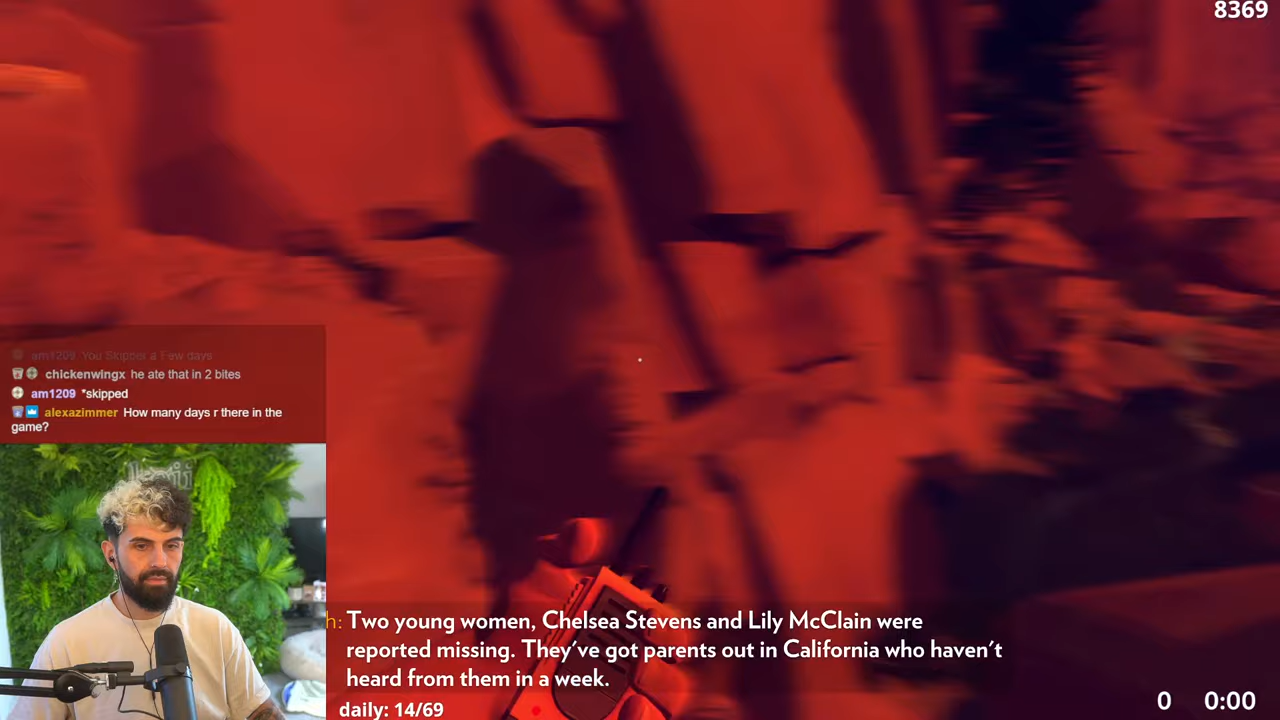 8369
am1209 You Skipper a Few days
chickenwingx he ate that in 2 bites
am1209 *skipped
alexazimmer How many days r there in the
game?
h: Two young women, Chelsea Stevens and Lily McClain were
reported missing. They've got parents out in California who haven't
heard from them in a week.
daily: 14/69
0 0:00